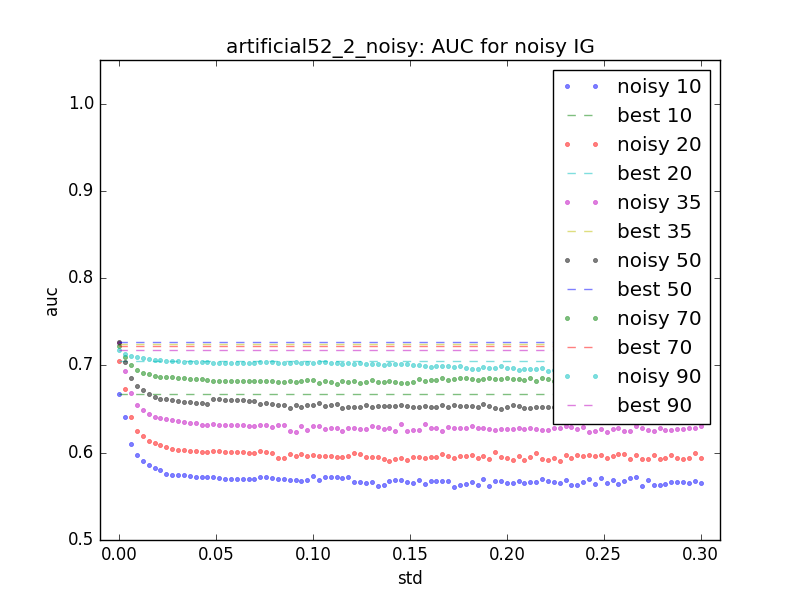 artificial52_2_noisy: AUC for noisy IG
1.0
0.9
0.8
0.7
0.6
0.5
auc
noisy 10
best 10
noisy 20
best 20
noisy 35
best 35
noisy 50
best 50
noisy 70
best 70
noisy 90
best 90
0.00 0.05 0.10 0.15 0.20 0.25 0.30
std